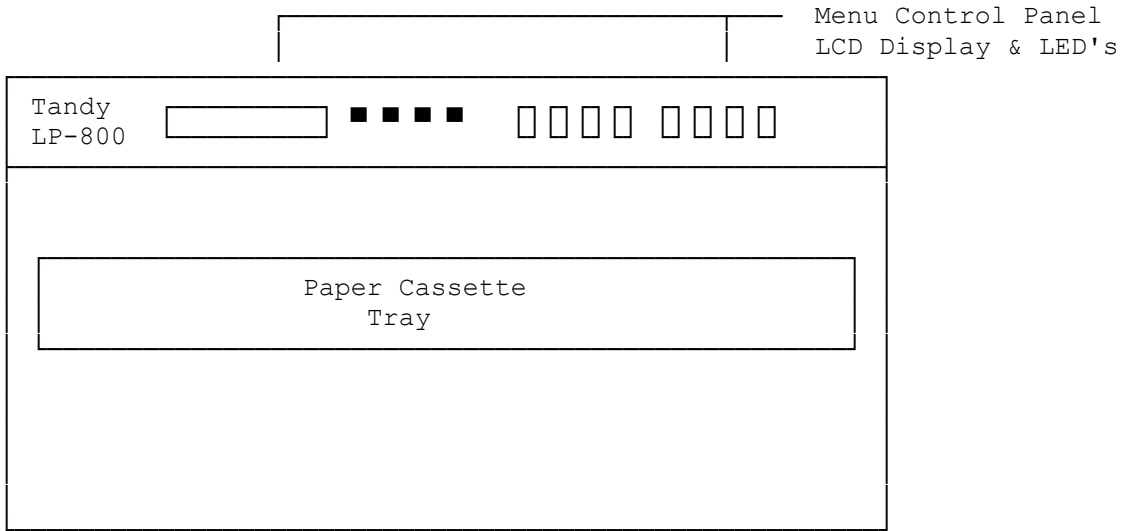 Menu Control Panel
LCD Display & LED's
Tandy
LP-800
Paper Cassette
Tray